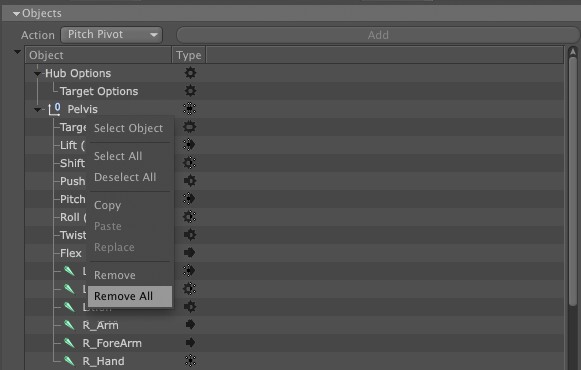 Objects
Action Pitch Pivot Add
Object Type
Hub Options
Target Options
0 Pelvis
Targe
Select Object
Lift (
Select All
Shift
Deselect All
Push
Pitch
Copy
Roll (
Paste
Twist
Replace
Flex
Remove
Remove All
R_Arm
R_ForeArm
R_Hand